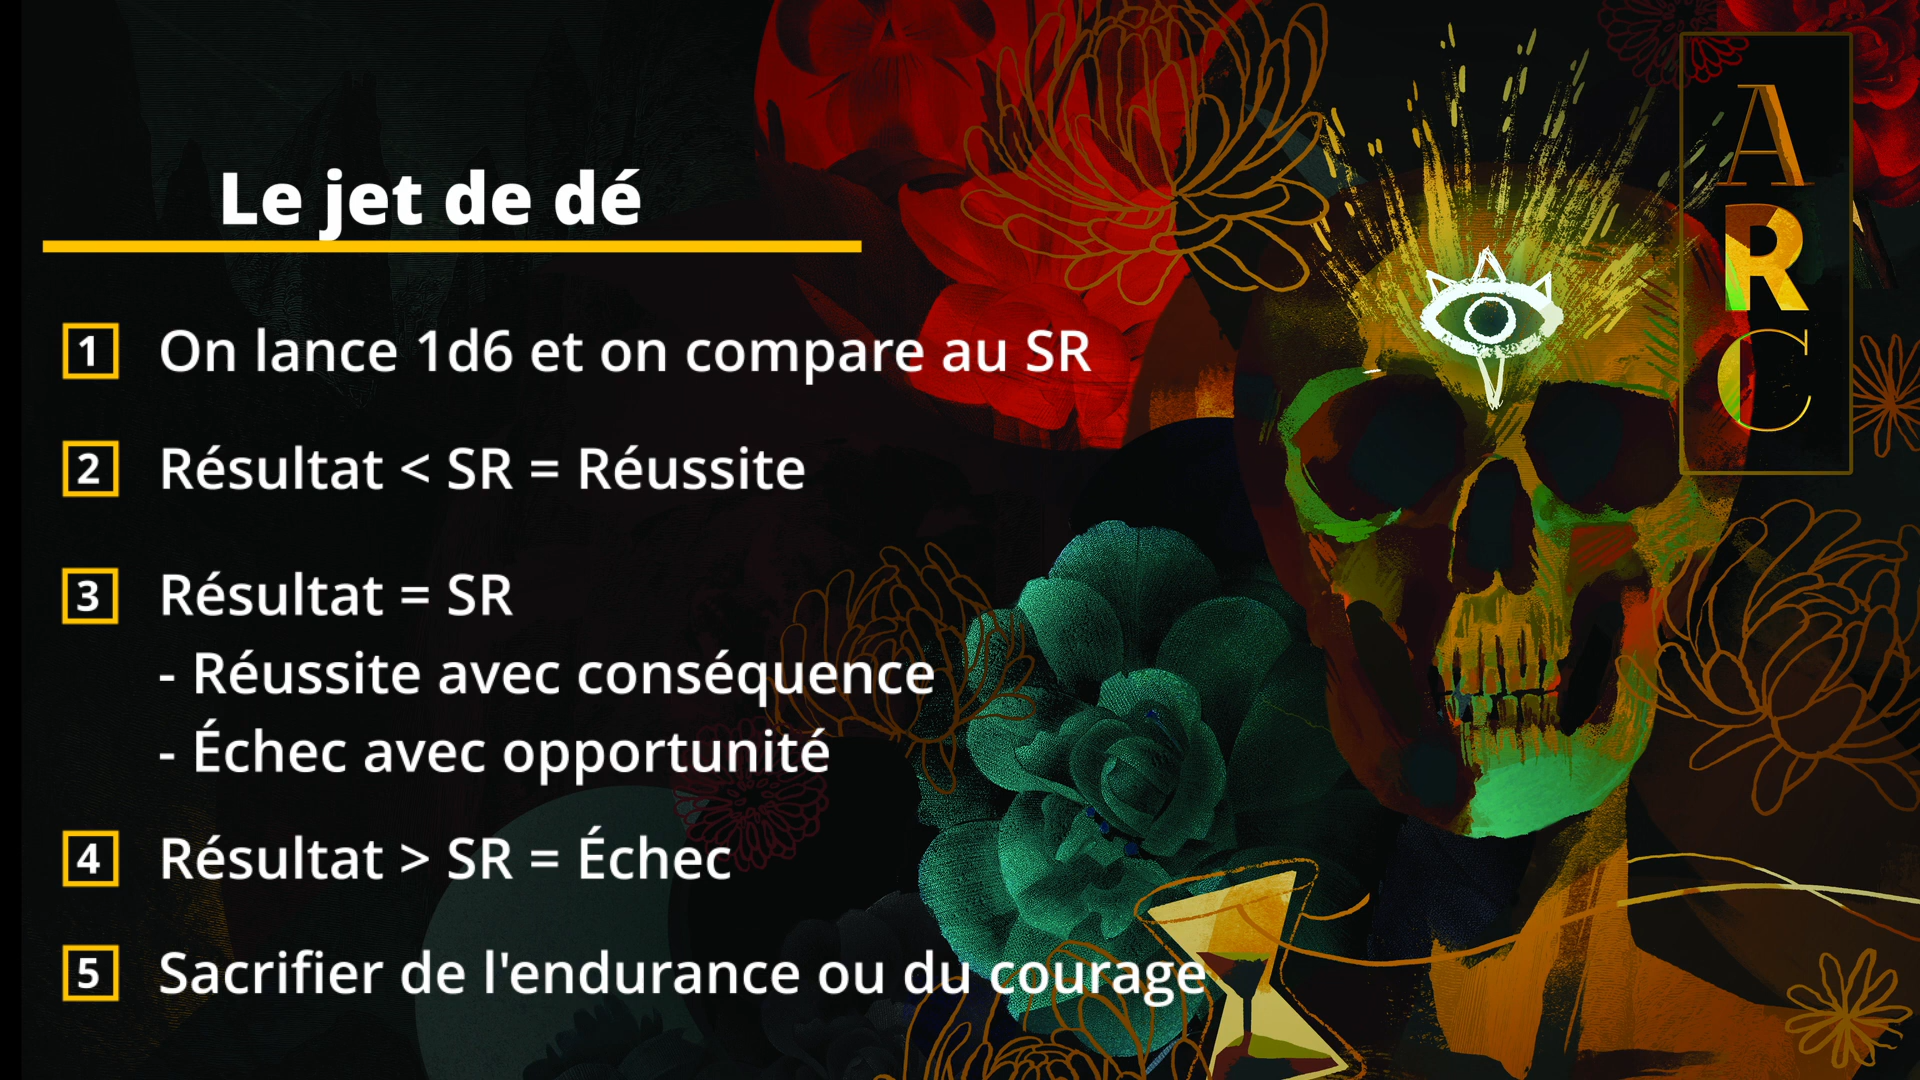 Le jet de dé
1 On lance 1d6 et on compare au SR
2 Résultat < SR = Réussite
3 Résultat = SR
- Réussite avec conséquence
- Échec avec opportunité
4 Résultat > SR = Échec
5 Sacrifier de l'endurance ou du courage
A
R
C